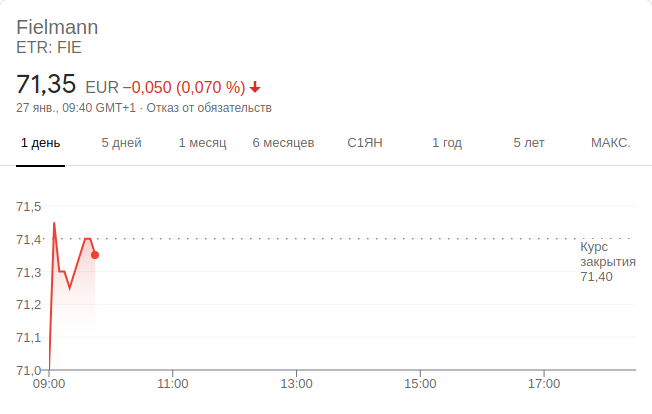 Fielmann
ETR: FIE
71,35 EUR −0,050 (0,070 %)
27 янв., 09:40 GMT+1 · Отказ от обязательств
1 день 5 дней 1 месяц 6 месяцев С1ЯН 1 год 5 лет МАКС.
71,5
71,4
Курс
закрытия
71,40
71,3
71,2
71,1
71,0
09:00 11:00 13:00 15:00 17:00